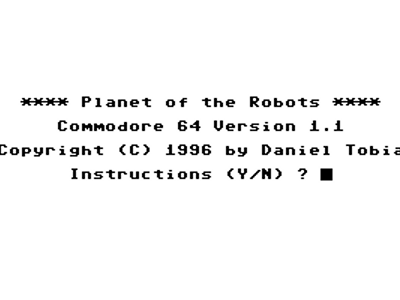 **** Planet of the Robots ****
Commodore 64 Version 1.1
Copyright (C) 1996 by Daniel Tobia
Instructions (Y/N) ?